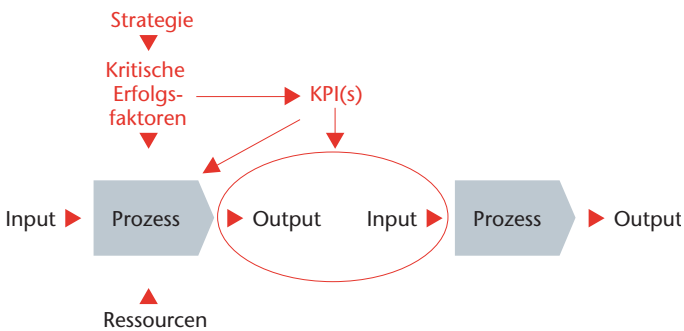 Strategie
Kritische
Erfolgs-
faktoren
KPI(s)
Input
Prozess
Output
Input
Prozess
Output
Ressourcen